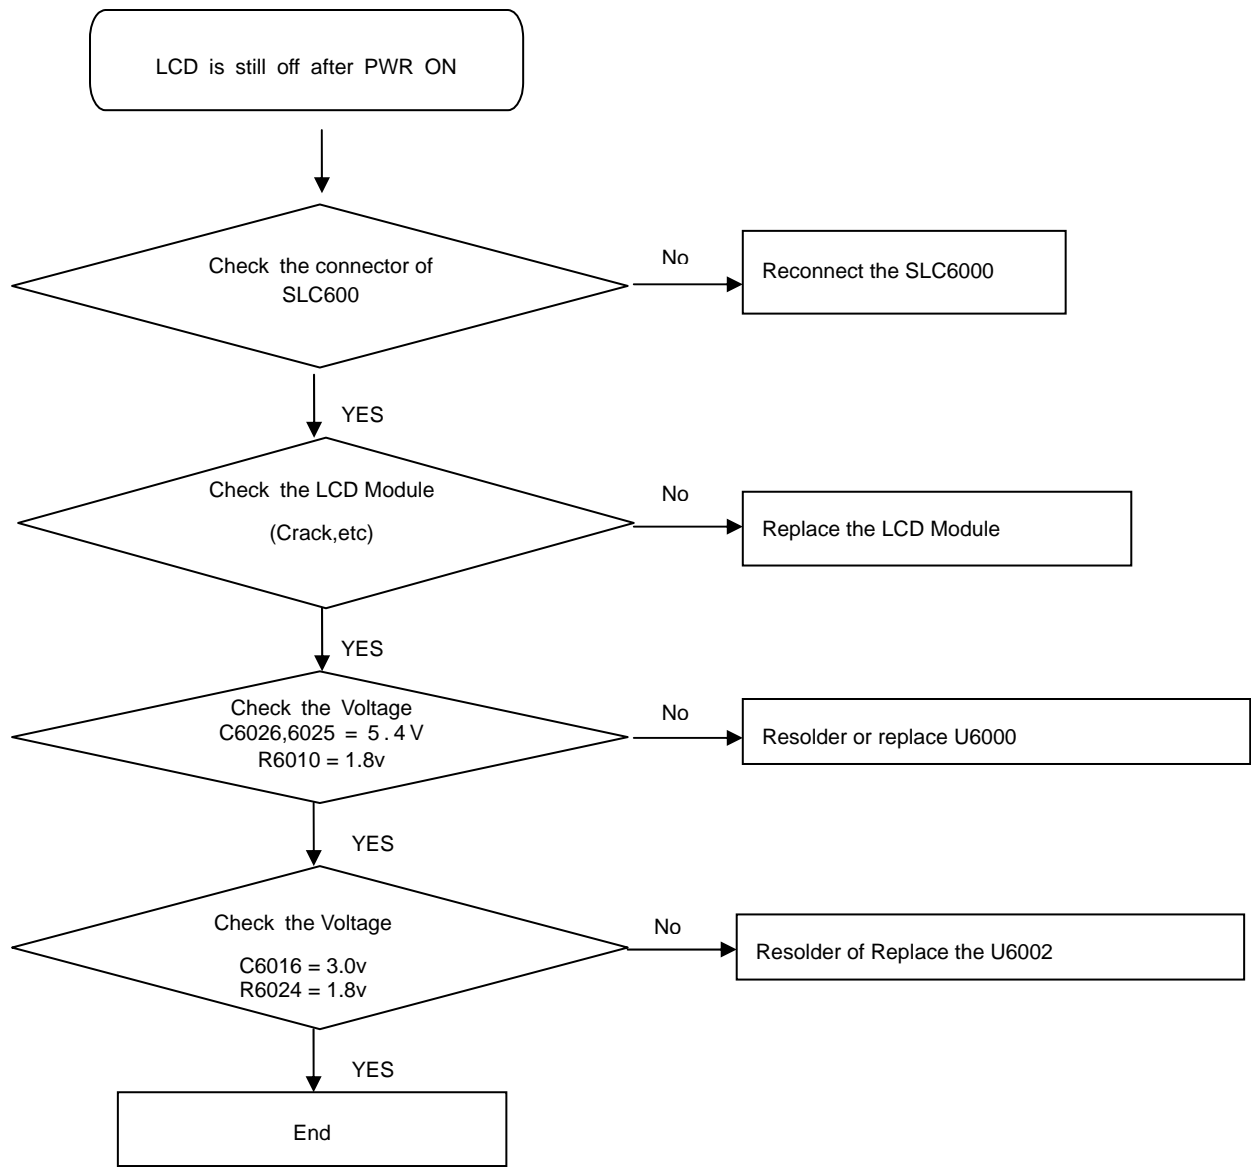 LCD is still off after PWR ON
Check the connector of
SLC600
No
Reconnect the SLC6000
YES
Check the LCD Module
(Crack,etc)
No
Replace the LCD Module
YES
Check the Voltage
C6026,6025 = 5.4V
R6010 = 1.8v
No
Resolder or replace U6000
YES
Check the Voltage
C6016 = 3.0v
R6024 = 1.8v
No
Resolder of Replace the U6002
YES
End